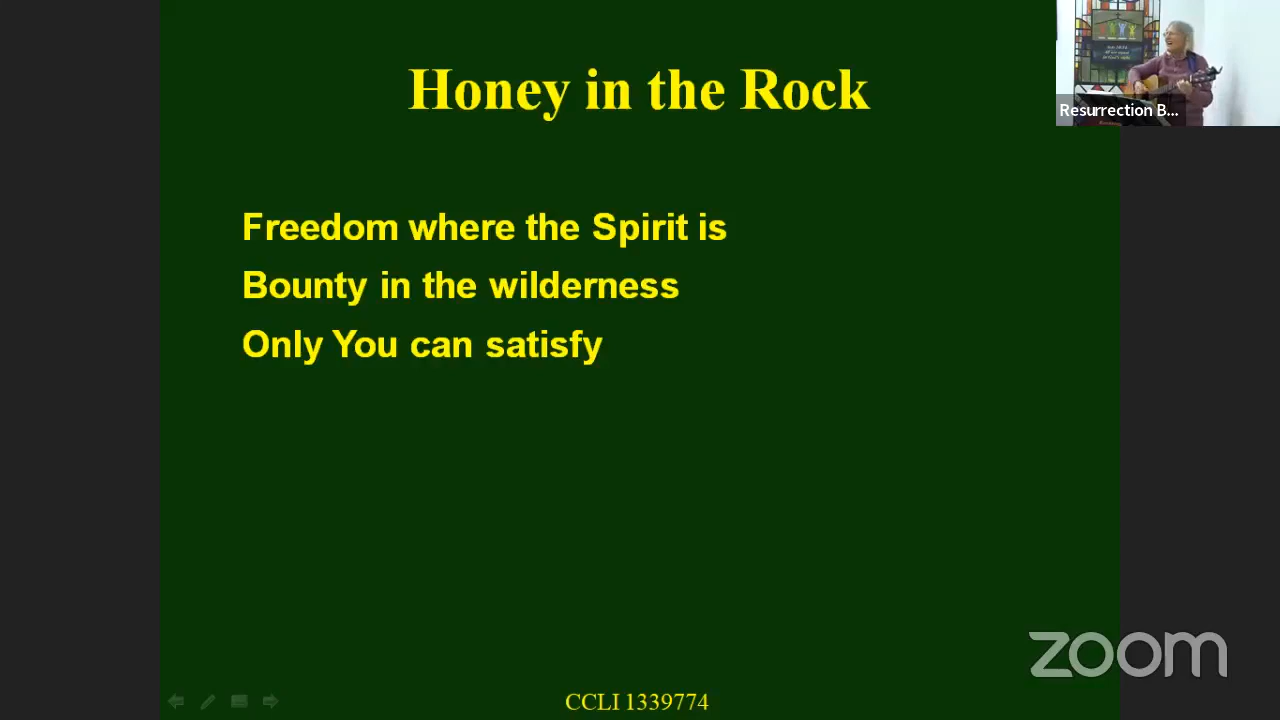 Honey in the Rock
Resurrection B...
Freedom where the Spirit is
Bounty in the wilderness
Only You can satisfy
zoom
CCLI 1339774